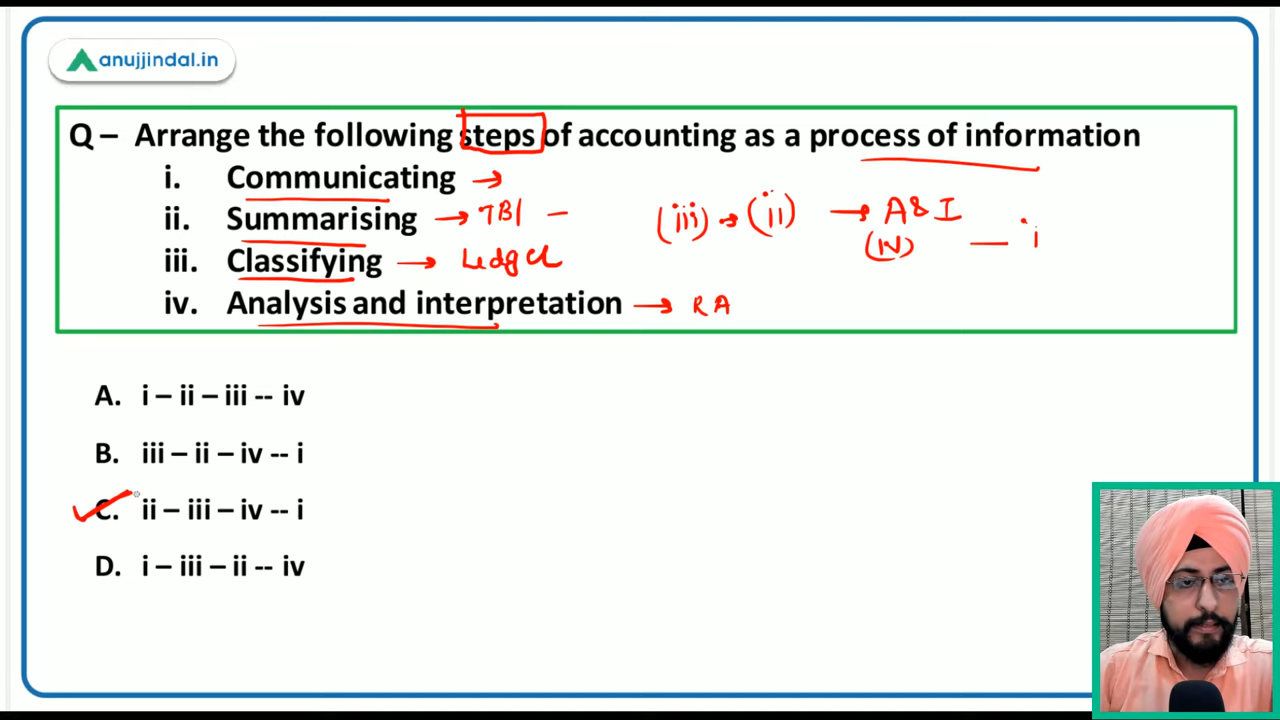 anujjindal.in
Q – Arrange the following steps of accounting as a process of information
i. Communicating →
ii. Summarising → TB/ – (iii) → (ii) → A&I
(iv) — i
iii. Classifying →
iv. Analysis and interpretation → RA
A. i – ii – iii -- iv
B. iii – ii – iv -- i
C. ii – iii – iv -- i
D. i – iii – ii -- iv